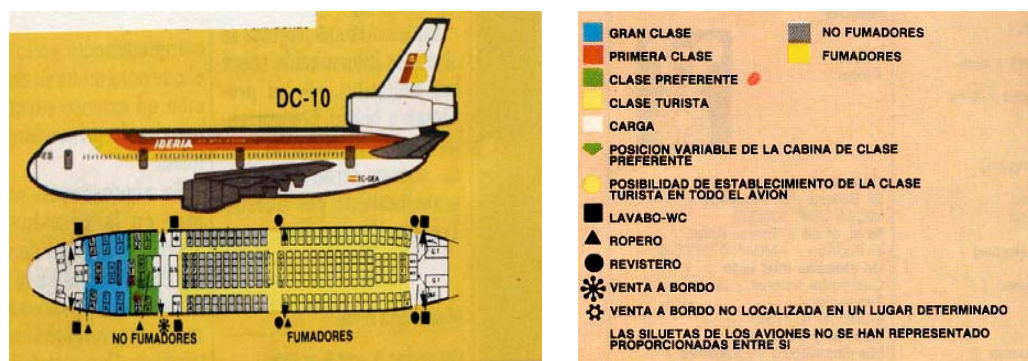 DC-10
IBERIA
NO FUMADORES
FUMADORES
GRAN CLASE
PRIMERA CLASE
CLASE PREFERENTE
CLASE TURISTA
CARGA
POSICION VARIABLE DE LA CABINA DE CLASE
PREFERENTE
POSIBILIDAD DE ESTABLECIMIENTO DE LA CLASE
TURISTA EN TODO EL AVION
LAVABO-WC
ROPERO
REVISTERO
VENTA A BORDO
VENTA A BORDO NO LOCALIZADA EN UN LUGAR DETERMINADO
LAS SILUETAS DE LOS AVIONES NO SE HAN REPRESENTADO
PROPORCIONADAS ENTRE SI
NO FUMADORES
FUMADORES